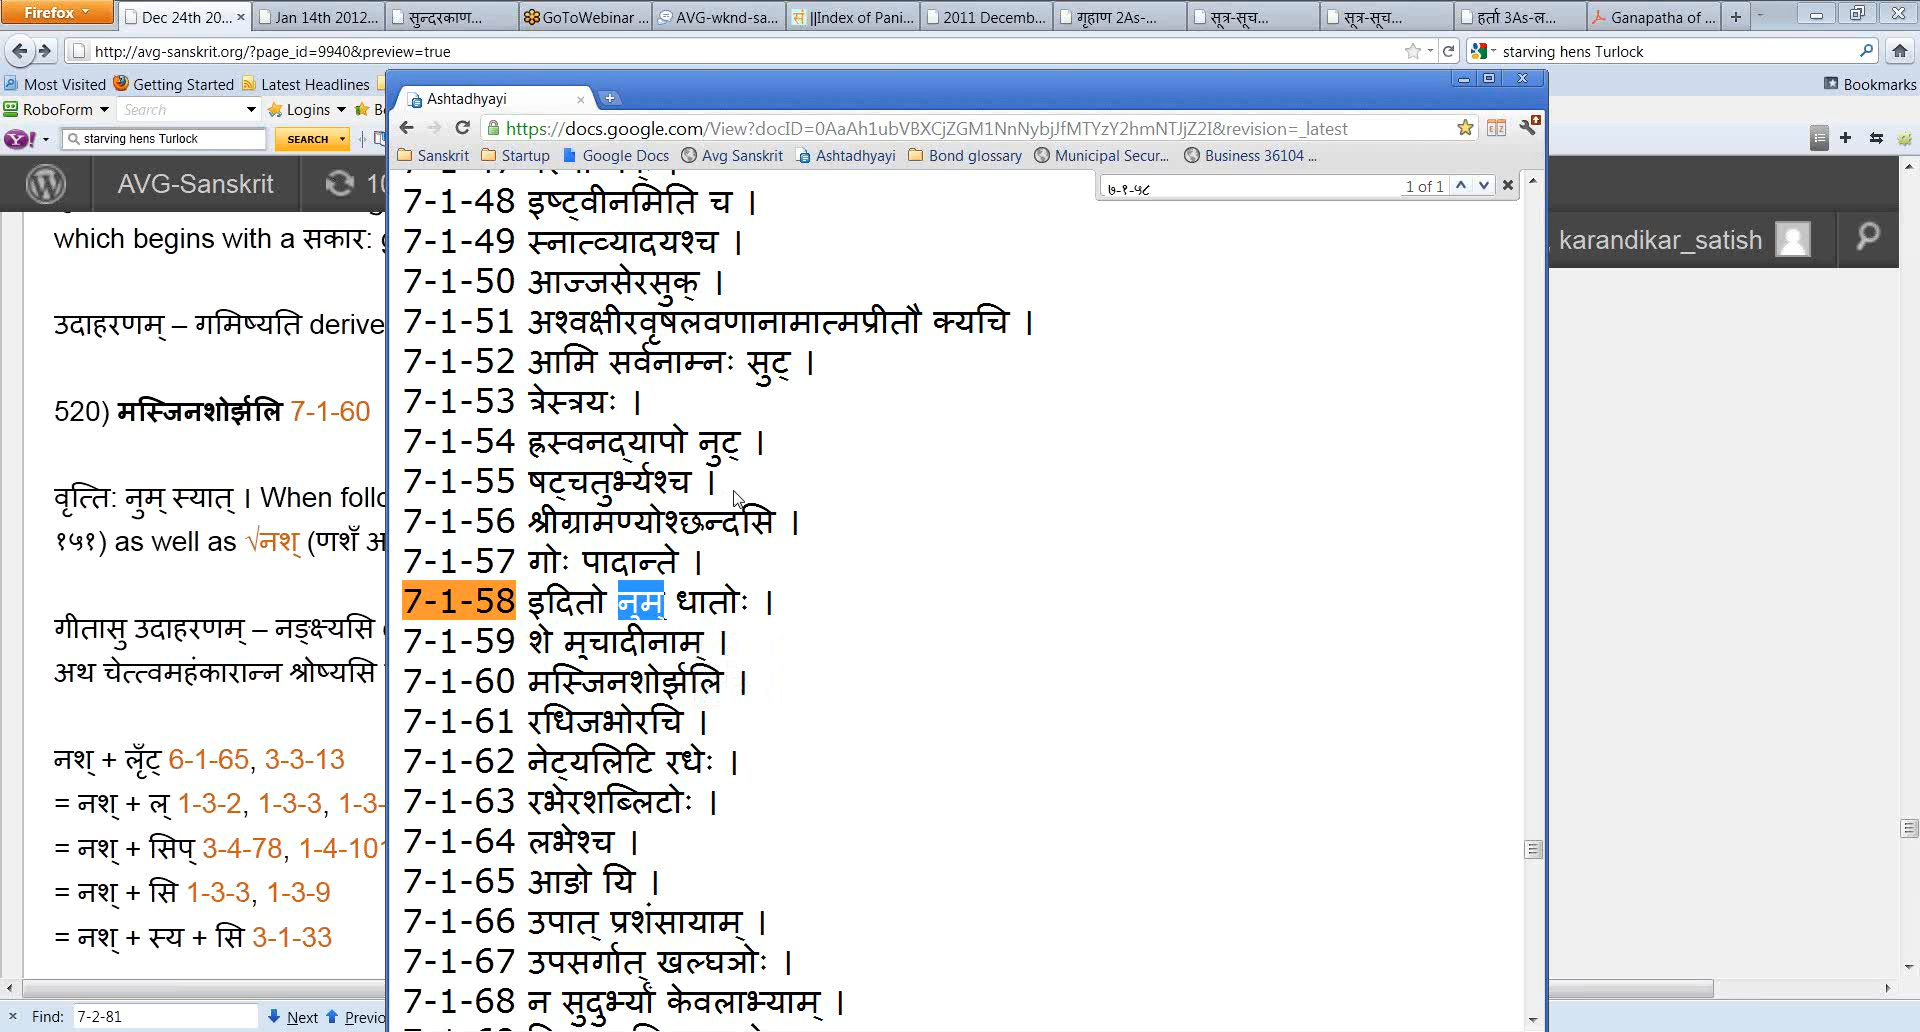 Firefox
Dec 24th 20...
Jan 14th 2012...
सुन्दरकाण...
GoToWebinar ...
AVG-wknd-sa...
||Index of Pani...
2011 Decemb...
गृहाण 2As-...
सूत्र-सूच...
सूत्र-सूच...
हर्ता 3As-ल...
Ganapatha of ...
http://avg-sanskrit.org/?page_id=9940&preview=true
starving hens Turlock
Most Visited
Getting Started
Latest Headlines
Bookmarks
RoboForm
Search
Logins
starving hens Turlock
SEARCH
AVG-Sanskrit
karandikar_satish
which begins with a सकार:
उदाहरणम् – गमिष्यति derive
520) मस्जिनशोर्झलि 7-1-60
वृत्ति: नुम् स्यात् । When follo
१५१) as well as √नश् (णशँ अ
गीतासु उदाहरणम् – नङ्क्ष्यसि
अथ चेत्त्वमहंकारान्न श्रोष्यसि
नश् + लृँट् 6-1-65, 3-3-13
= नश् + ल् 1-3-2, 1-3-3, 1-3-
= नश् + सिप् 3-4-78, 1-4-101
= नश् + सि 1-3-3, 1-3-9
= नश् + स्य + सि 3-1-33
Find: 7-2-81 Next Previo
Ashtadhyayi
https://docs.google.com/View?docID=0AaAh1ubVBXCjZGM1NnNybjJfMTYzY2hmNTJjZ2I&revision=_latest
Sanskrit
Startup
Google Docs
Avg Sanskrit
Ashtadhyayi
Bond glossary
Municipal Secur...
Business 36104 ...
७-१-५८ 1 of 1
7-1-48 इष्ट्वीनमिति च ।
7-1-49 स्नात्व्यादयश्च ।
7-1-50 आज्जसेरसुक् ।
7-1-51 अश्वक्षीरवृषलवणानामात्मप्रीतौ क्यचि ।
7-1-52 आमि सर्वनाम्नः सुट् ।
7-1-53 त्रेस्त्रयः ।
7-1-54 ह्रस्वनद्यापो नुट् ।
7-1-55 षट्चतुर्भ्यश्च ।
7-1-56 श्रीग्रामण्योश्छन्दसि ।
7-1-57 गोः पादान्ते ।
7-1-58 इदितो नुम् धातोः ।
7-1-59 शे मुचादीनाम् ।
7-1-60 मस्जिनशोर्झलि ।
7-1-61 रधिजभोरचि ।
7-1-62 नेट्यलिटि रधेः ।
7-1-63 रभेरशब्लिटोः ।
7-1-64 लभेश्च ।
7-1-65 आङो यि ।
7-1-66 उपात् प्रशंसायाम् ।
7-1-67 उपसर्गात् खल्घञोः ।
7-1-68 न सुदुर्भ्यां केवलाभ्याम् ।